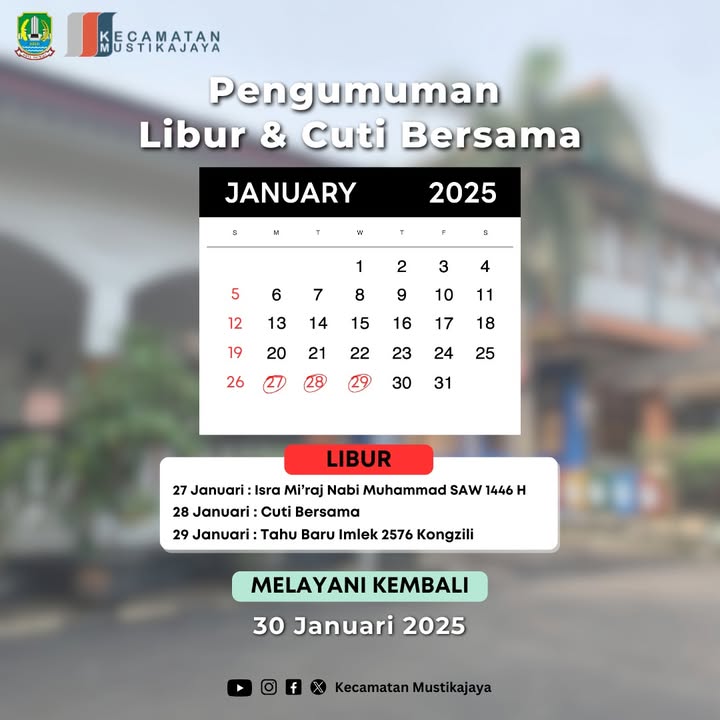 KECAMATAN
MUSTIKAJAYA
Pengumuman
Libur & Cuti Bersama
JANUARY 2025
S M T W T F S
1 2 3 4
5 6 7 8 9 10 11
12 13 14 15 16 17 18
19 20 21 22 23 24 25
26 27 28 29 30 31
LIBUR
27 Januari : Isra Mi'raj Nabi Muhammad SAW 1446 H
28 Januari : Cuti Bersama
29 Januari : Tahu Baru Imlek 2576 Kongzili
MELAYANI KEMBALI
30 Januari 2025
Kecamatan Mustikajaya